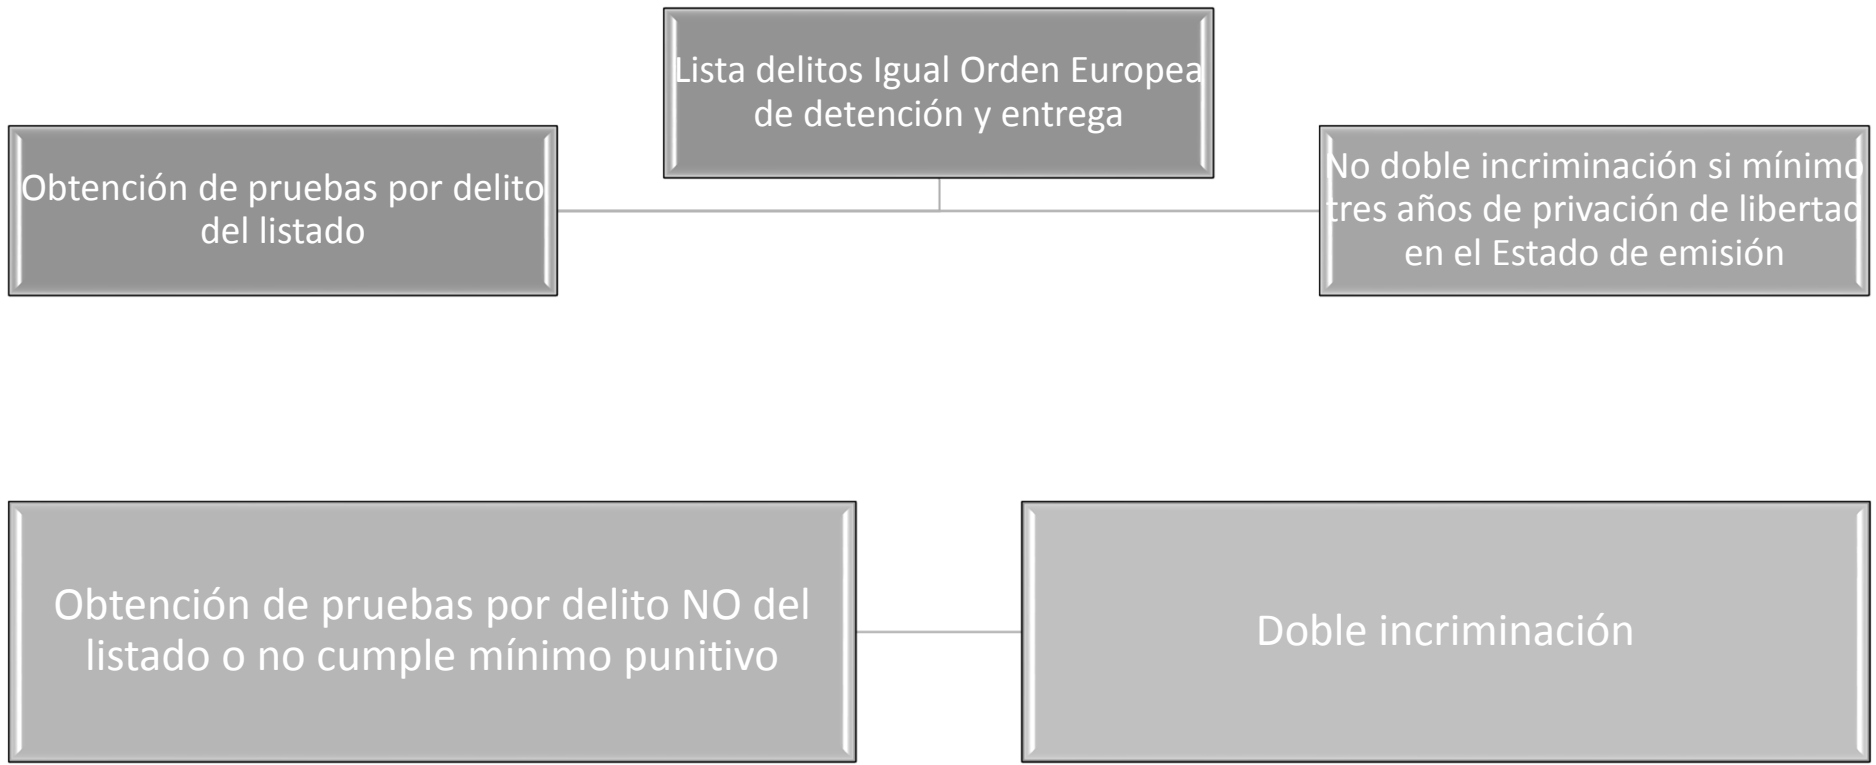 Lista delitos Igual Orden Europea
de detención y entrega
Obtención de pruebas por delito
del listado
No doble incriminación si mínimo
tres años de privación de libertad
en el Estado de emisión
Obtención de pruebas por delito NO del
listado o no cumple mínimo punitivo
Doble incriminación